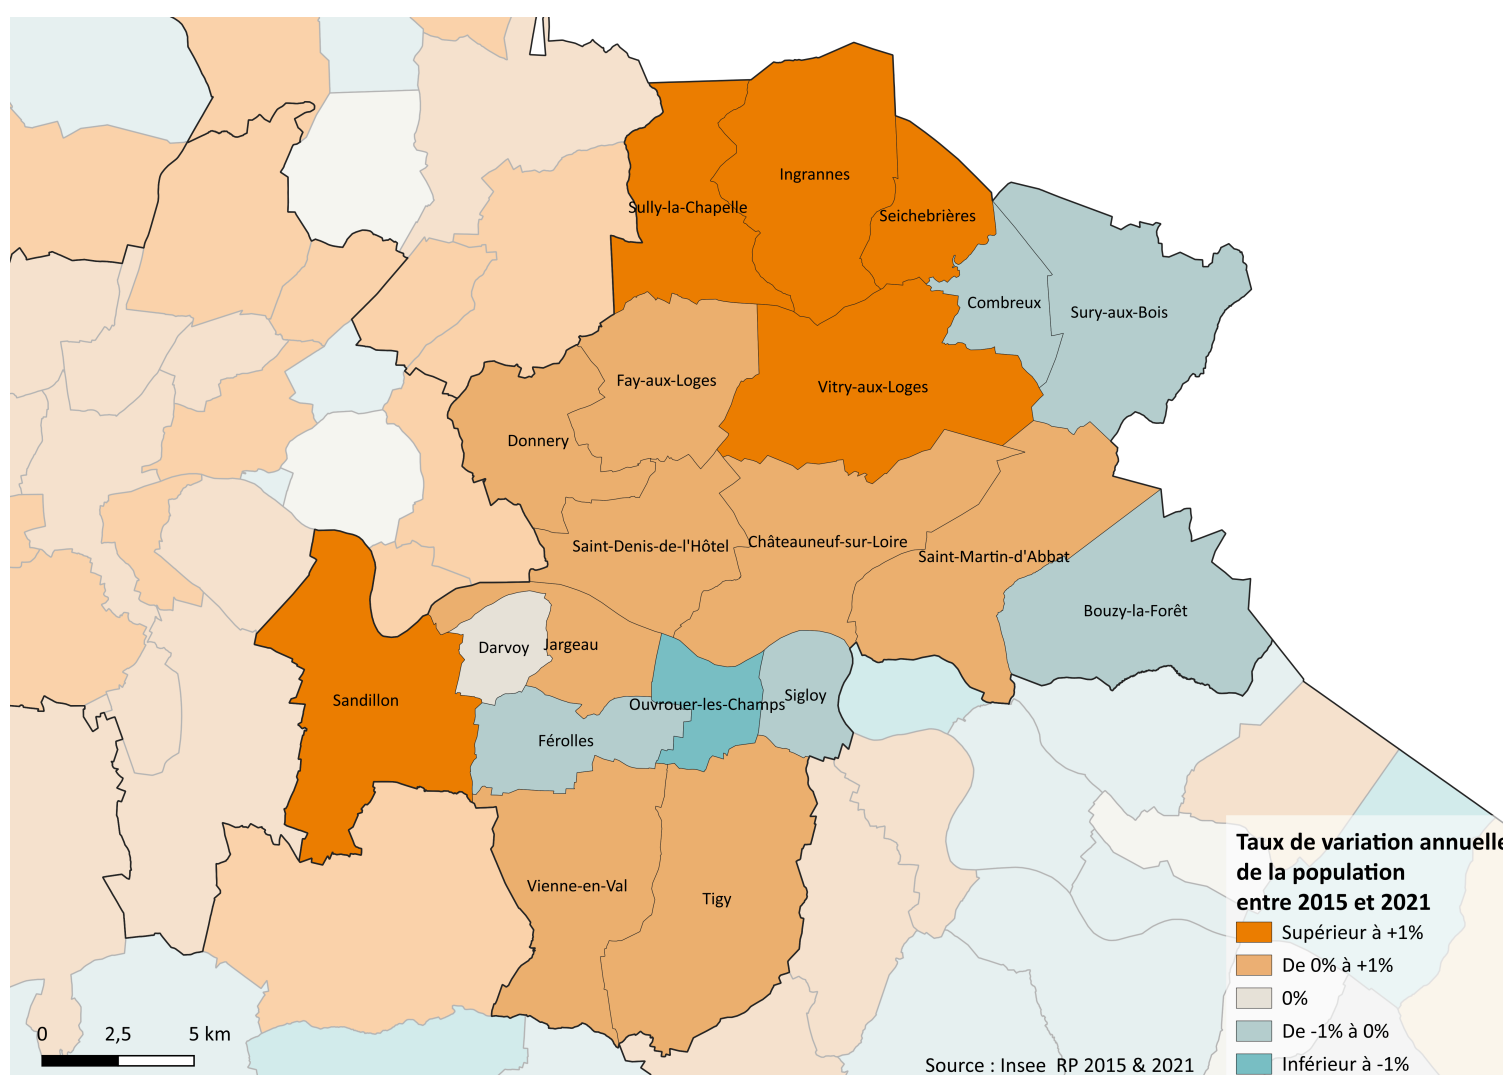 Ingrannes
Sully-la-Chapelle
Seichebrières
Combreux
Sury-aux-Bois
Fay-aux-Loges
Vitry-aux-Loges
Donnery
Saint-Denis-de-l'Hôtel
Châteauneuf-sur-Loire
Saint-Martin-d'Abbat
Bouzy-la-Forêt
Darvoy
Jargeau
Sandillon
Ouvrouer-les-Champs
Sigloy
Férolles
Vienne-en-Val
Tigy
Taux de variation annuelle
de la population
entre 2015 et 2021
Supérieur à +1%
De 0% à +1%
0%
De -1% à 0%
Inférieur à -1%
0 2,5 5 km
Source : Insee RP 2015 & 2021